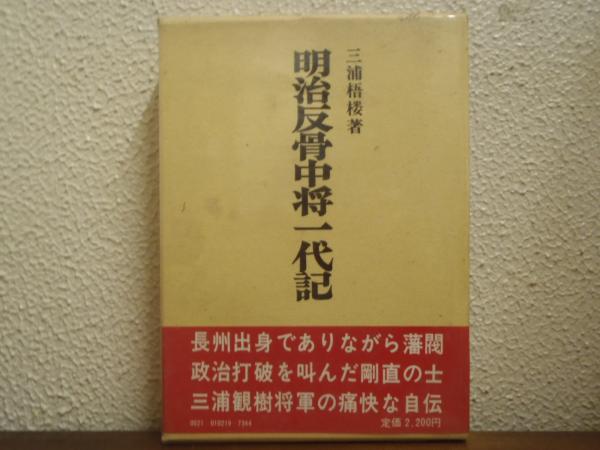 三浦梧楼著
明治反骨中将一代記
長州出身でありながら藩閥
政治打破を叫んだ剛直の士
三浦観樹将軍の痛快な自伝
0021 010219 7344 定価2,200円